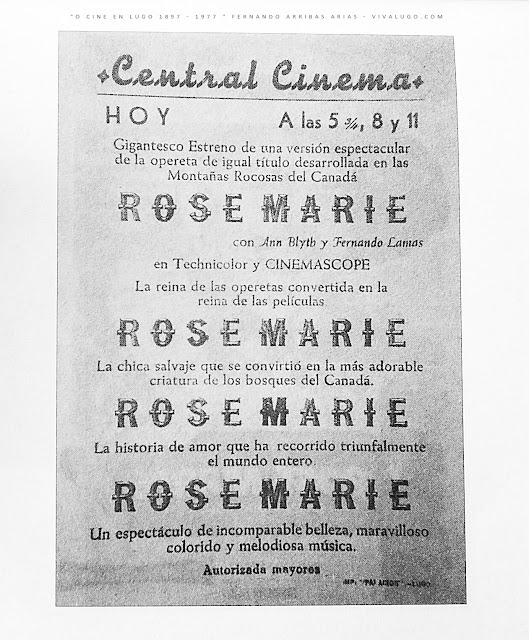 "O CINE EN LUGO 1897 - 1977 " FERNANDO ARRIBAS ARIAS - VIVALUGO.COM
Central Cinema
HOY A las 5 ¾, 8 y 11
Gigantesco Estreno de una versión espectacular
de la opereta de igual título desarrollada en las
Montañas Rocosas del Canadá
ROSE MARIE
con Ann Blyth y Fernando Lamas
en Technicolor y CINEMASCOPE
La reina de las operetas convertida en la
reina de las películas
ROSE MARIE
La chica salvaje que se convirtió en la más adorable
criatura de los bosques del Canadá.
ROSE MARIE
La historia de amor que ha recorrido triunfalmente
el mundo entero
ROSE MARIE
Un espectáculo de incomparable belleza, maravilloso
colorido y melodiosa música.
Autorizada mayores
-LUGO